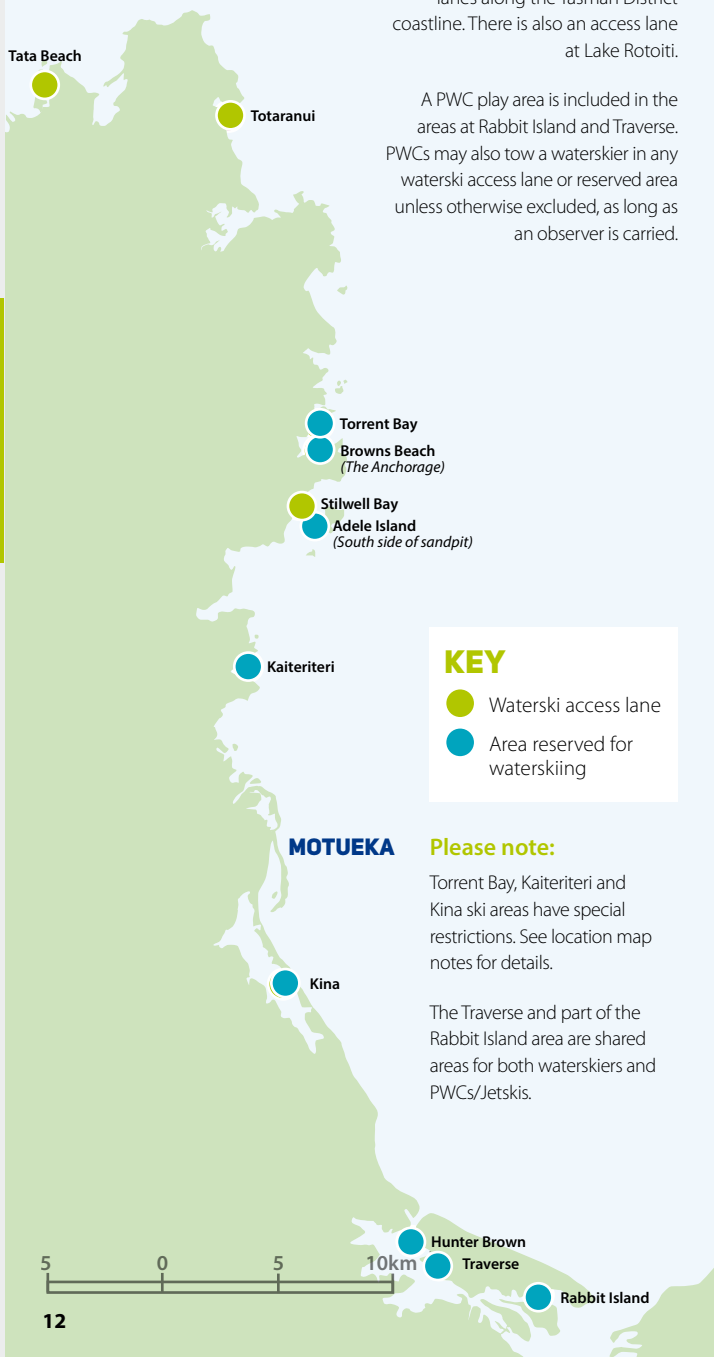 lanes along the Tasman District
coastline. There is also an access lane
at Lake Rotoiti.
A PWC play area is included in the
areas at Rabbit Island and Traverse.
PWCs may also tow a waterskier in any
waterski access lane or reserved area
unless otherwise excluded, as long as
an observer is carried.
Tata Beach
Totaranui
Torrent Bay
Browns Beach
(The Anchorage)
Stilwell Bay
Adele Island
(South side of sandpit)
Kaiteriteri
KEY
Waterski access lane
Area reserved for
waterskiing
MOTUEKA
Please note:
Torrent Bay, Kaiteriteri and
Kina ski areas have special
restrictions. See location map
notes for details.
The Traverse and part of the
Rabbit Island area are shared
areas for both waterskiers and
PWCs/Jetskis.
Kina
Hunter Brown
Traverse
Rabbit Island
5 0 5 10km
12